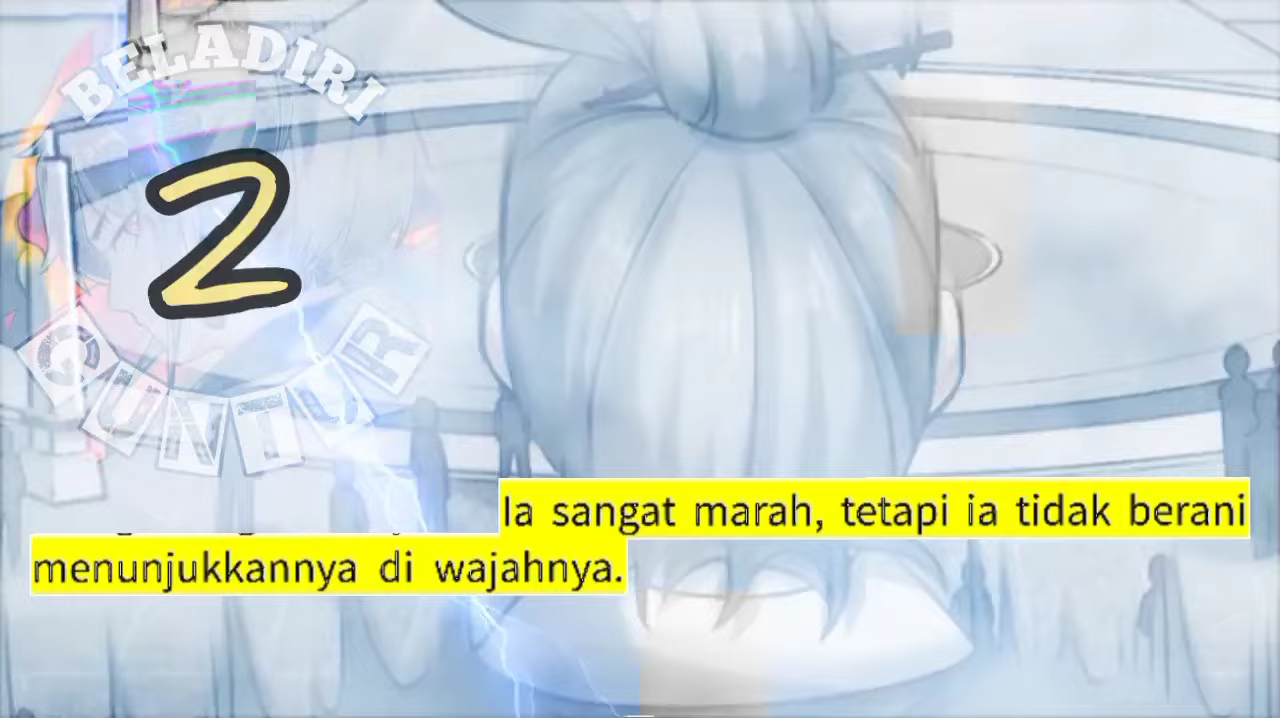 BELADIRI
2
GUNTUR
Ia sangat marah, tetapi ia tidak berani
menunjukkannya di wajahnya.